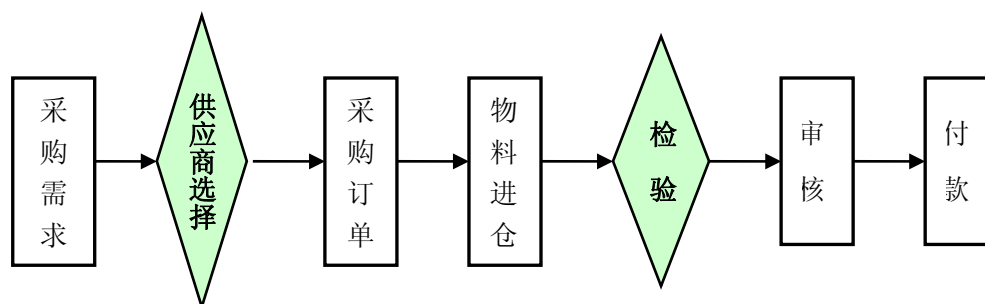 采购需求
供应商选择
采购订单
物料进仓
检验
审核
付款